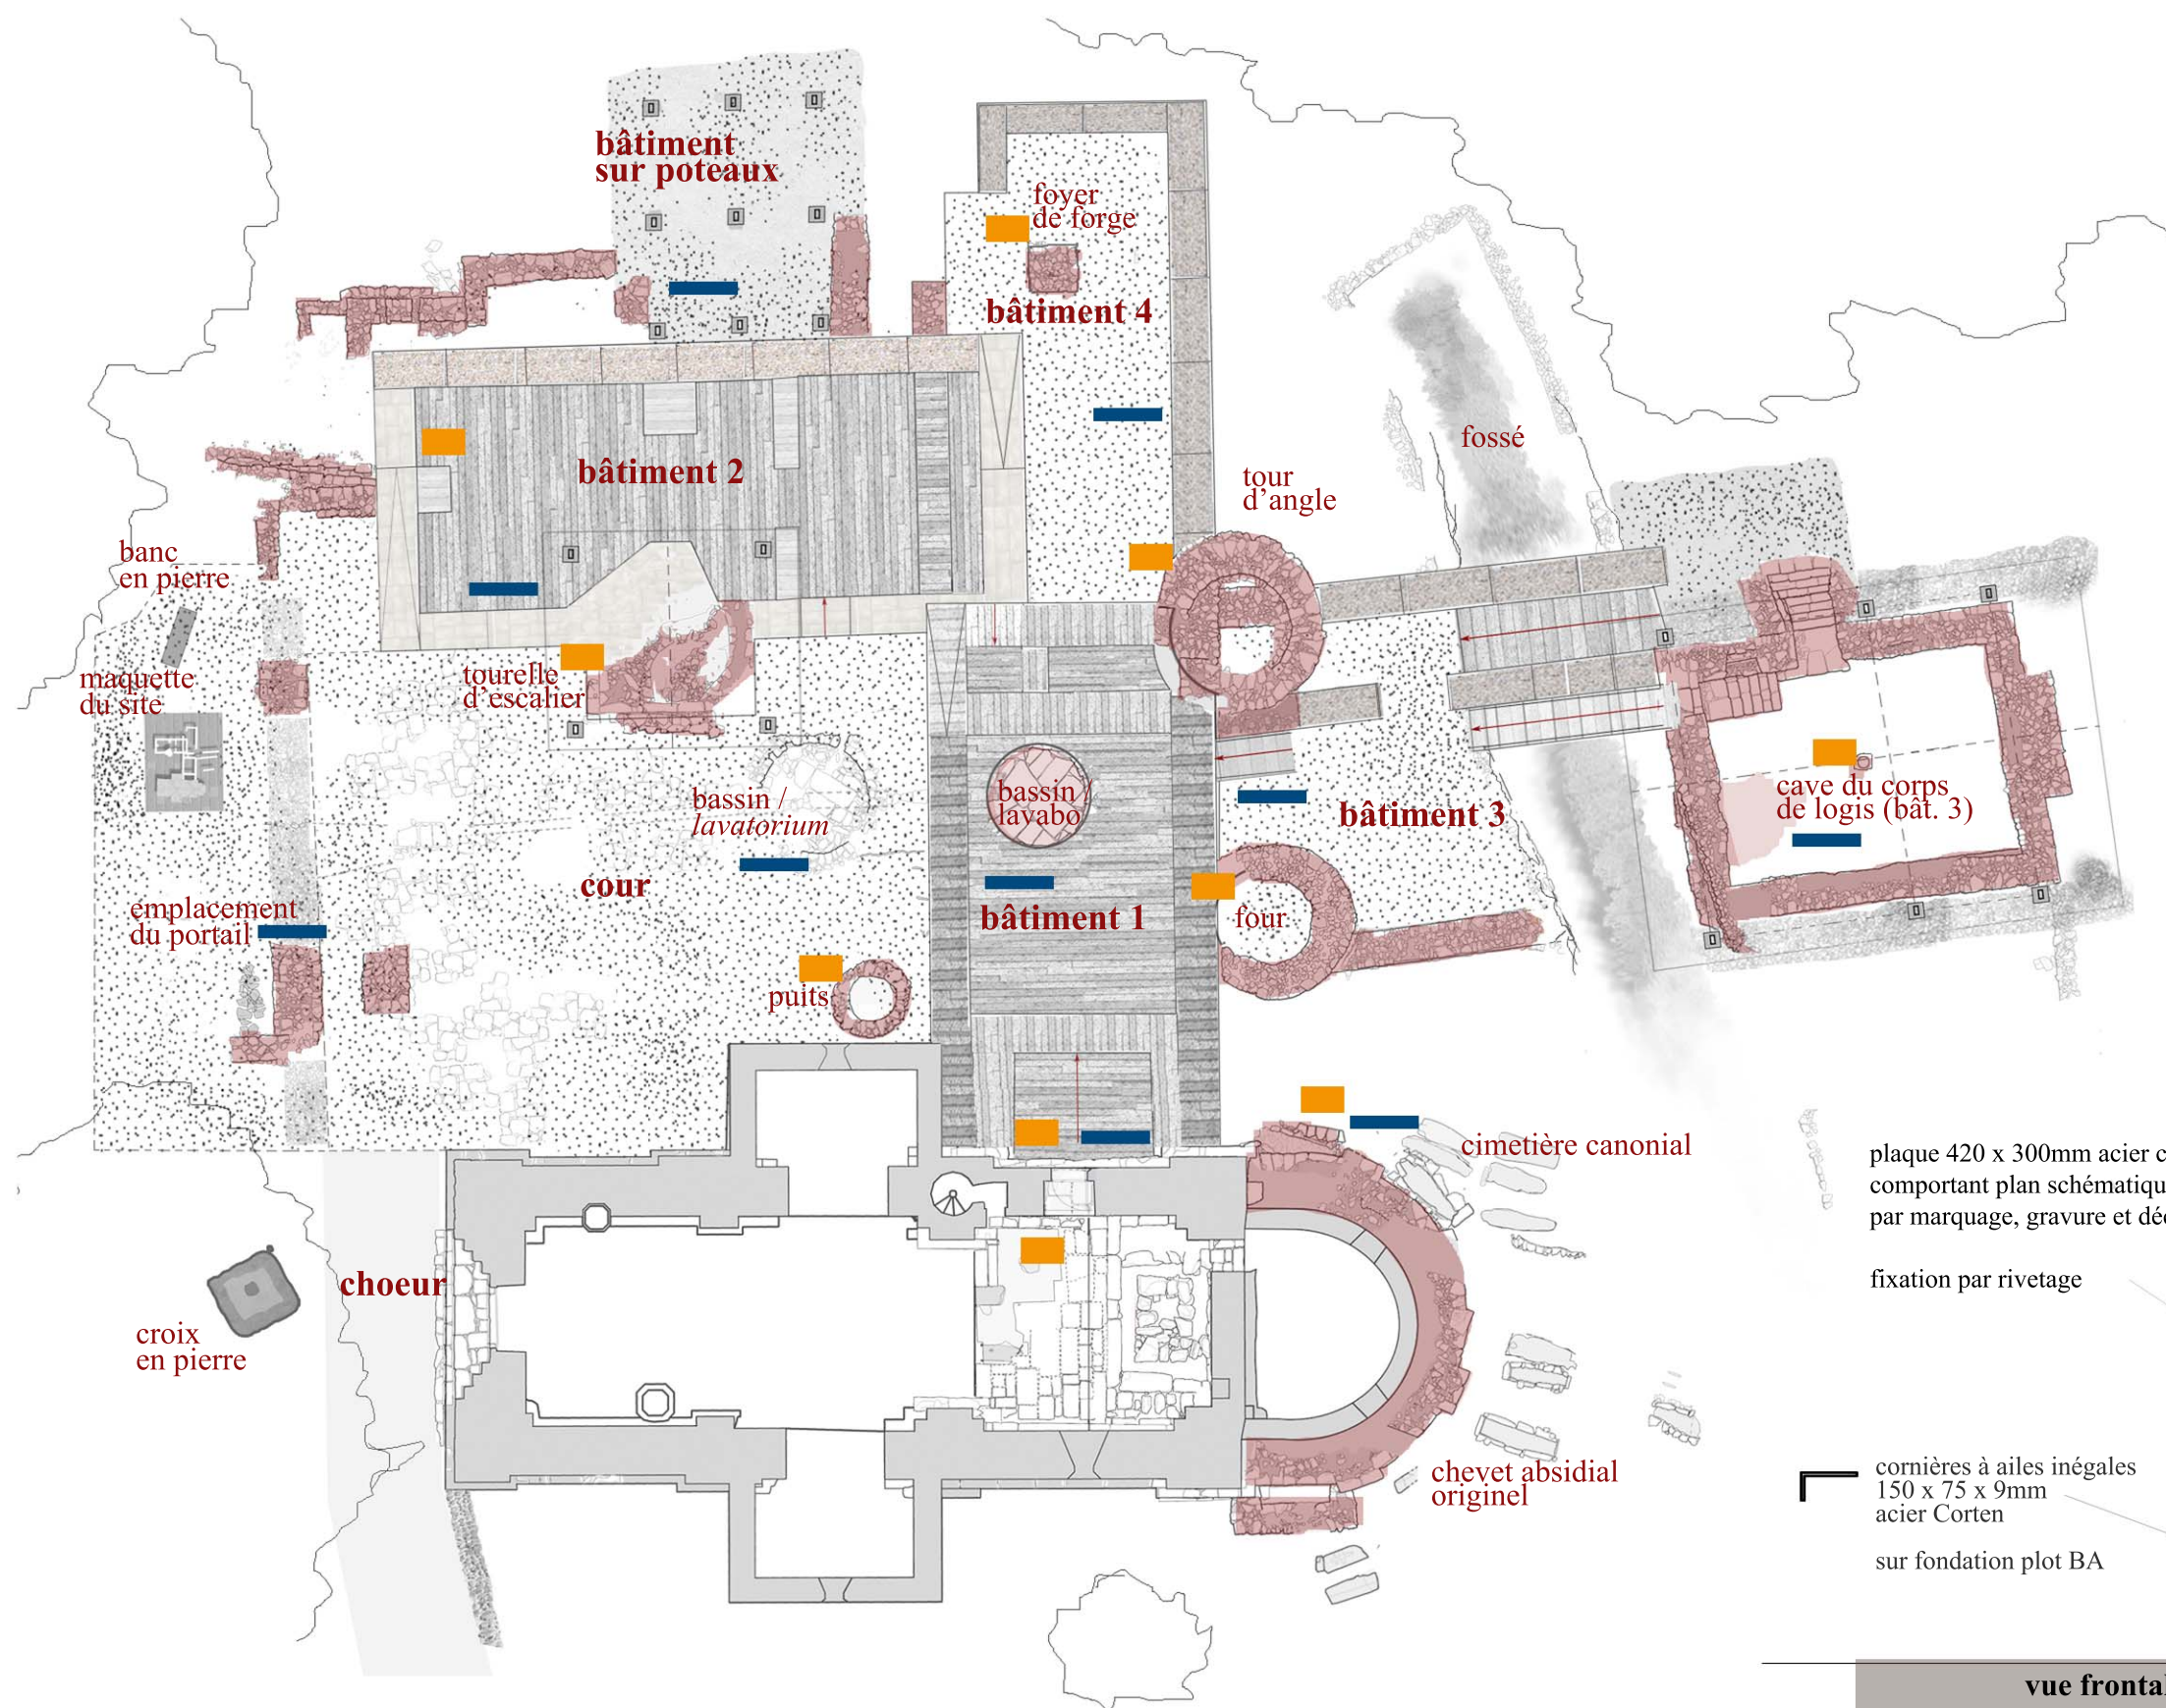 bâtiment
sur poteaux
foyer
de forge
bâtiment 4
fossé
bâtiment 2
tour
d'angle
banc
en pierre
tourelle
d'escalier
maquette
du site
bassin /
lavatorium
bassin /
lavabo
cave du corps
de logis (bât. 3)
bâtiment 3
cour
emplacement
du portail
bâtiment 1
four
puits
cimetière canonial
plaque 420 x 300mm acier
comportant plan
par marquage, gravure et
fixation par rivetage
choeur
croix
en pierre
chevet absidial
originel
cornières à ailes inégales
150 x 75 x 9mm
acier Corten
sur fondation plot BA
vue